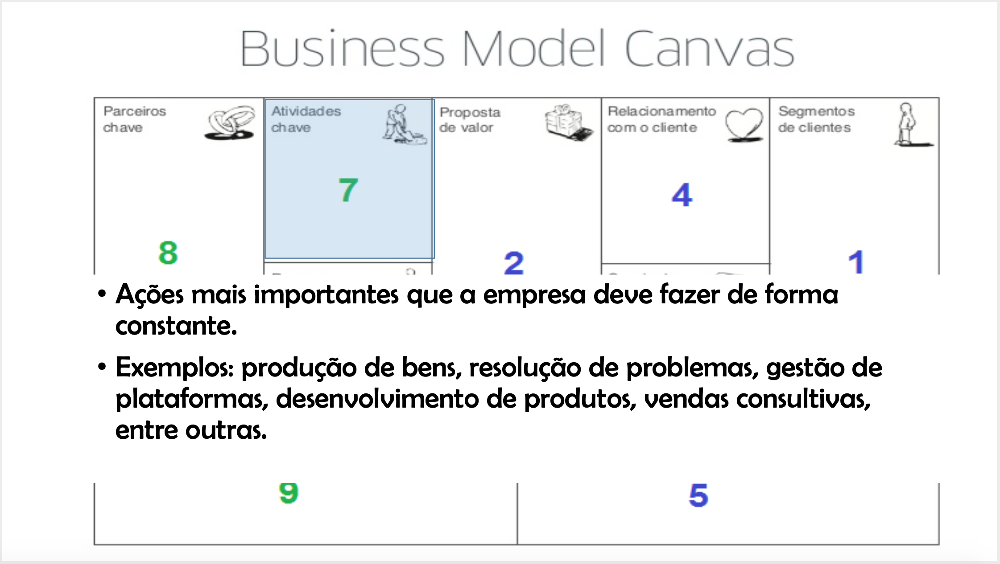 Business Model Canvas
Parceiros
chave
8
Atividades
chave
7
Proposta
de valor
2
Relacionamento
com o cliente
4
Segmentos
de clientes
1
• Ações mais importantes que a empresa deve fazer de forma
constante.
• Exemplos: produção de bens, resolução de problemas, gestão de
plataformas, desenvolvimento de produtos, vendas consultivas,
entre outras.
9
5